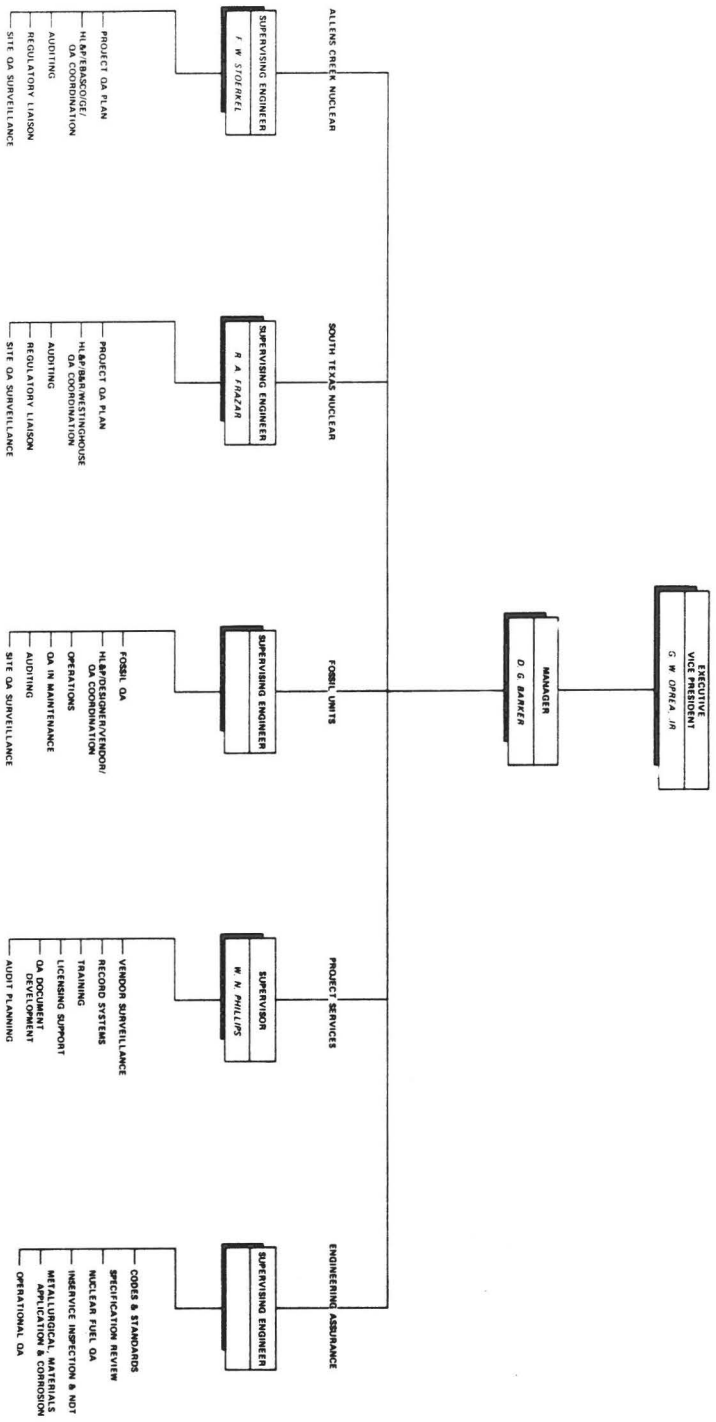 EXECUTIVE
VICE PRESIDENT
G. W. OPREA, JR
MANAGER
D. G. BARKER
ALLENS CREEK NUCLEAR
SUPERVISING ENGINEER
F. W. STOERKEL
PROJECT QA PLAN
HL&P/EBASCO/GE/
QA COORDINATION
AUDITING
REGULATORY LIAISON
SITE QA SURVEILLANCE
SOUTH TEXAS NUCLEAR
SUPERVISING ENGINEER
R. A. FRAZAR
PROJECT QA PLAN
HL&P/B&R/WESTINGHOUSE
QA COORDINATION
AUDITING
REGULATORY LIAISON
SITE QA SURVEILLANCE
FOSSIL UNITS
SUPERVISING ENGINEER
FOSSIL QA
HL&P/DESIGNER/VENDOR/
QA COORDINATION
OPERATIONS
QA IN MAINTENANCE
AUDITING
SITE QA SURVEILLANCE
PROJECT SERVICES
SUPERVISOR
W. N. PHILLIPS
VENDOR SURVEILLANCE
RECORD SYSTEMS
TRAINING
LICENSING SUPPORT
QA DOCUMENT
DEVELOPMENT
AUDIT PLANNING
ENGINEERING ASSURANCE
SUPERVISING ENGINEER
CODES & STANDARDS
SPECIFICATION REVIEW
NUCLEAR FUEL QA
INSERVICE INSPECTION & NDT
METALLURGICAL, MATERIALS
APPLICATION & CORROSION
OPERATIONAL QA